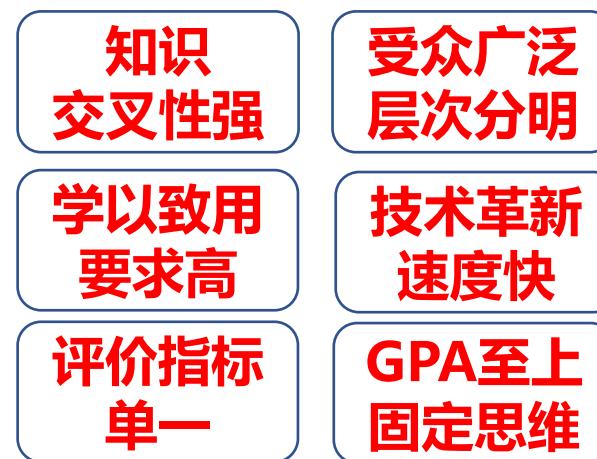 知识
交叉性强
受众广泛
层次分明
学以致用
要求高
技术革新
速度快
评价指标
单一
GPA至上
固定思维